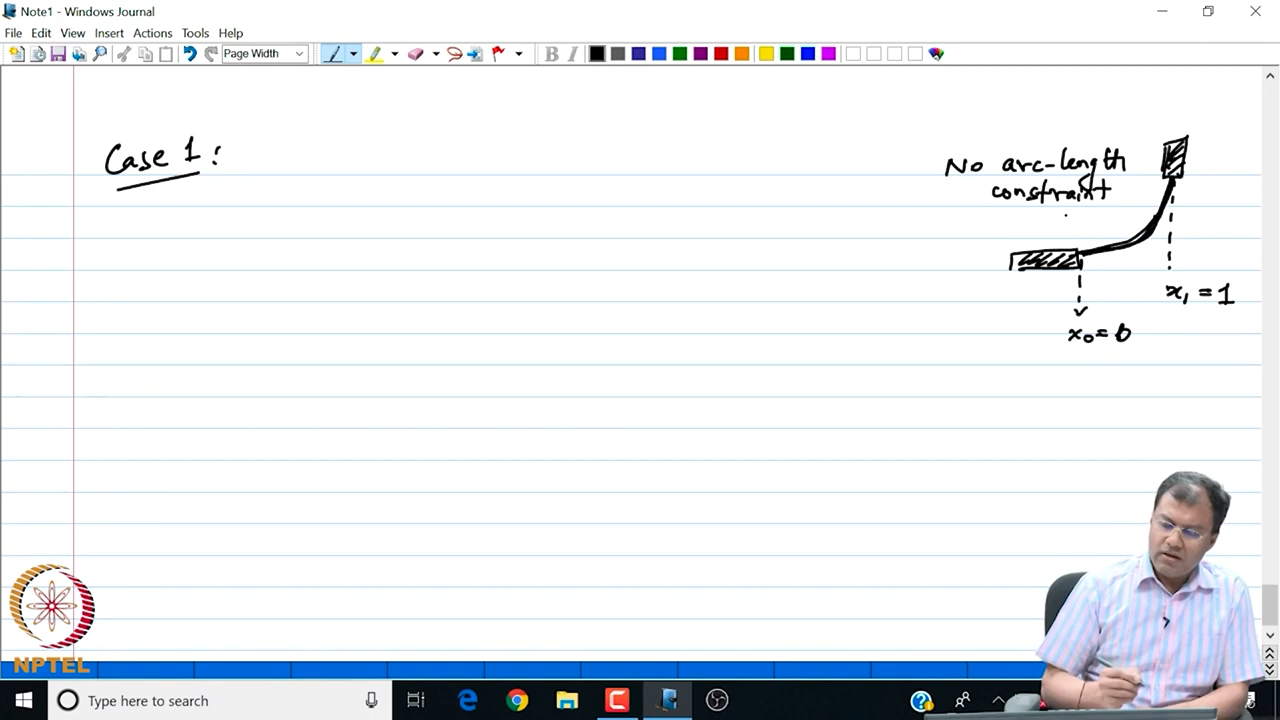 Note1 - Windows Journal
File Edit View Insert Actions Tools Help
Page Width
B I
Case 1:
No arc-length
constraint
x₁ = 1
x₀ = 0
NPTEL
Type here to search